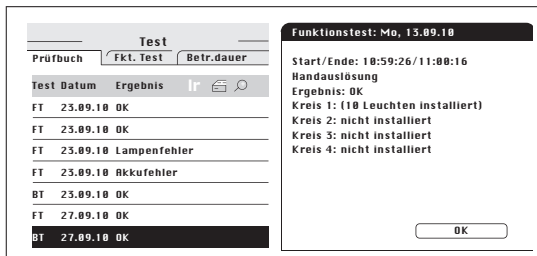 Test
Prüfbuch Fkt. Test Betr.dauer
Test Datum Ergebnis Ir
FT 23.09.10 OK
FT 23.09.10 OK
FT 23.09.10 Lampenfehler
FT 23.09.10 Akkufehler
BT 23.09.10 OK
FT 27.09.10 OK
BT 27.09.10 OK
Funktionstest: Mo, 13.09.10
Start/Ende: 10:59:26/11:00:16
Handauslösung
Ergebnis: OK
Kreis 1: (10 Leuchten installiert)
Kreis 2: nicht installiert
Kreis 3: nicht installiert
Kreis 4: nicht installiert
OK